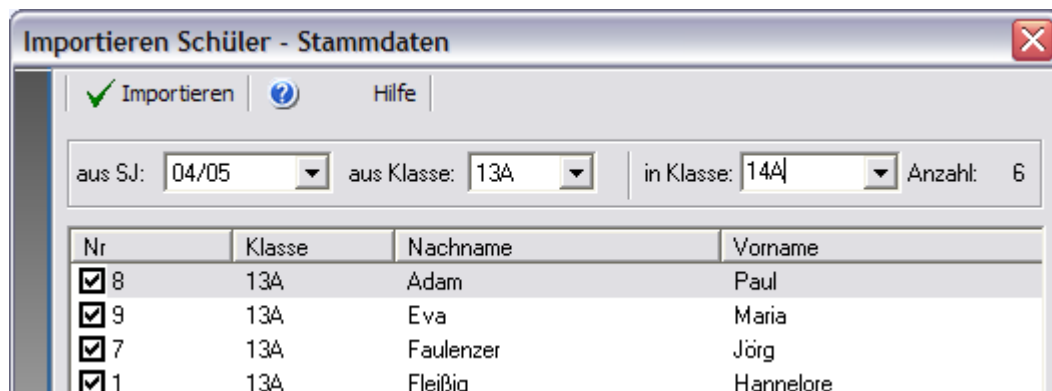 Importieren Schüler - Stammdaten
Importieren Hilfe
aus SJ: 04/05 aus Klasse: 13A in Klasse: 14A Anzahl: 6
Nr Klasse Nachname Vorname
8 13A Adam Paul
9 13A Eva Maria
7 13A Faulenzer Jörg
1 13A Fleißig Hannelore